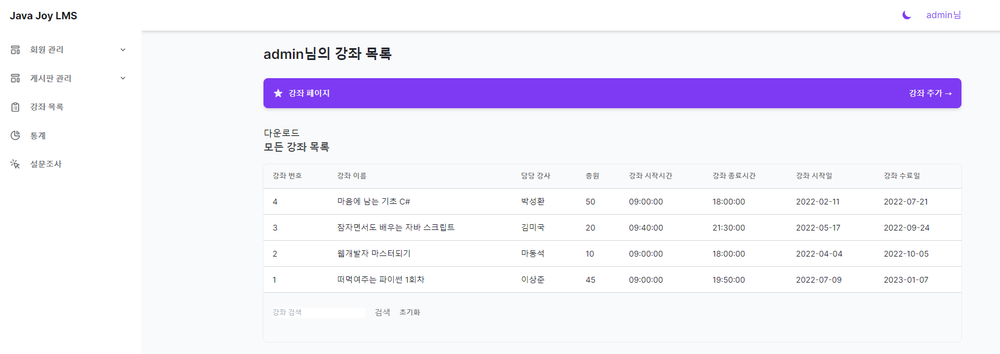 Java Joy LMS
admin님
회원 관리
게시판 관리
강좌 목록
통계
설문조사
admin님의 강좌 목록
강좌 페이지 강좌 추가 →
다운로드
모든 강좌 목록
강좌 번호 강좌 이름 담당 강사 총원 강좌 시작시간 강좌 종료시간 강좌 시작일 강좌 수료일
4 마음에 남는 기초 C# 박성환 50 09:00:00 18:00:00 2022-02-11 2022-07-21
3 잠자면서도 배우는 자바 스크립트 김미국 20 09:40:00 21:30:00 2022-05-17 2022-09-24
2 웹개발자 마스터되기 마동석 10 09:00:00 18:00:00 2022-04-04 2022-10-05
1 떠먹여주는 파이썬 1회차 이상준 45 09:00:00 19:50:00 2022-07-09 2023-01-07
강좌 검색 검색 초기화